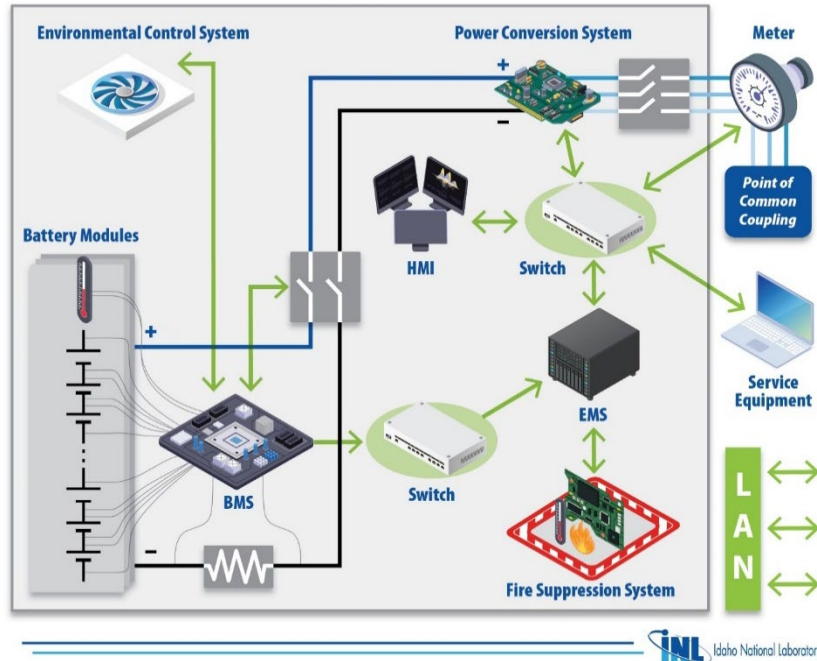 Environmental Control System
Power Conversion System
Meter
+
−
Point of
Common
Coupling
HMI
Switch
Battery Modules
+
Service
Equipment
EMS
BMS
Switch
−
Fire Suppression System
L
A
N
INL Idaho National Laborator